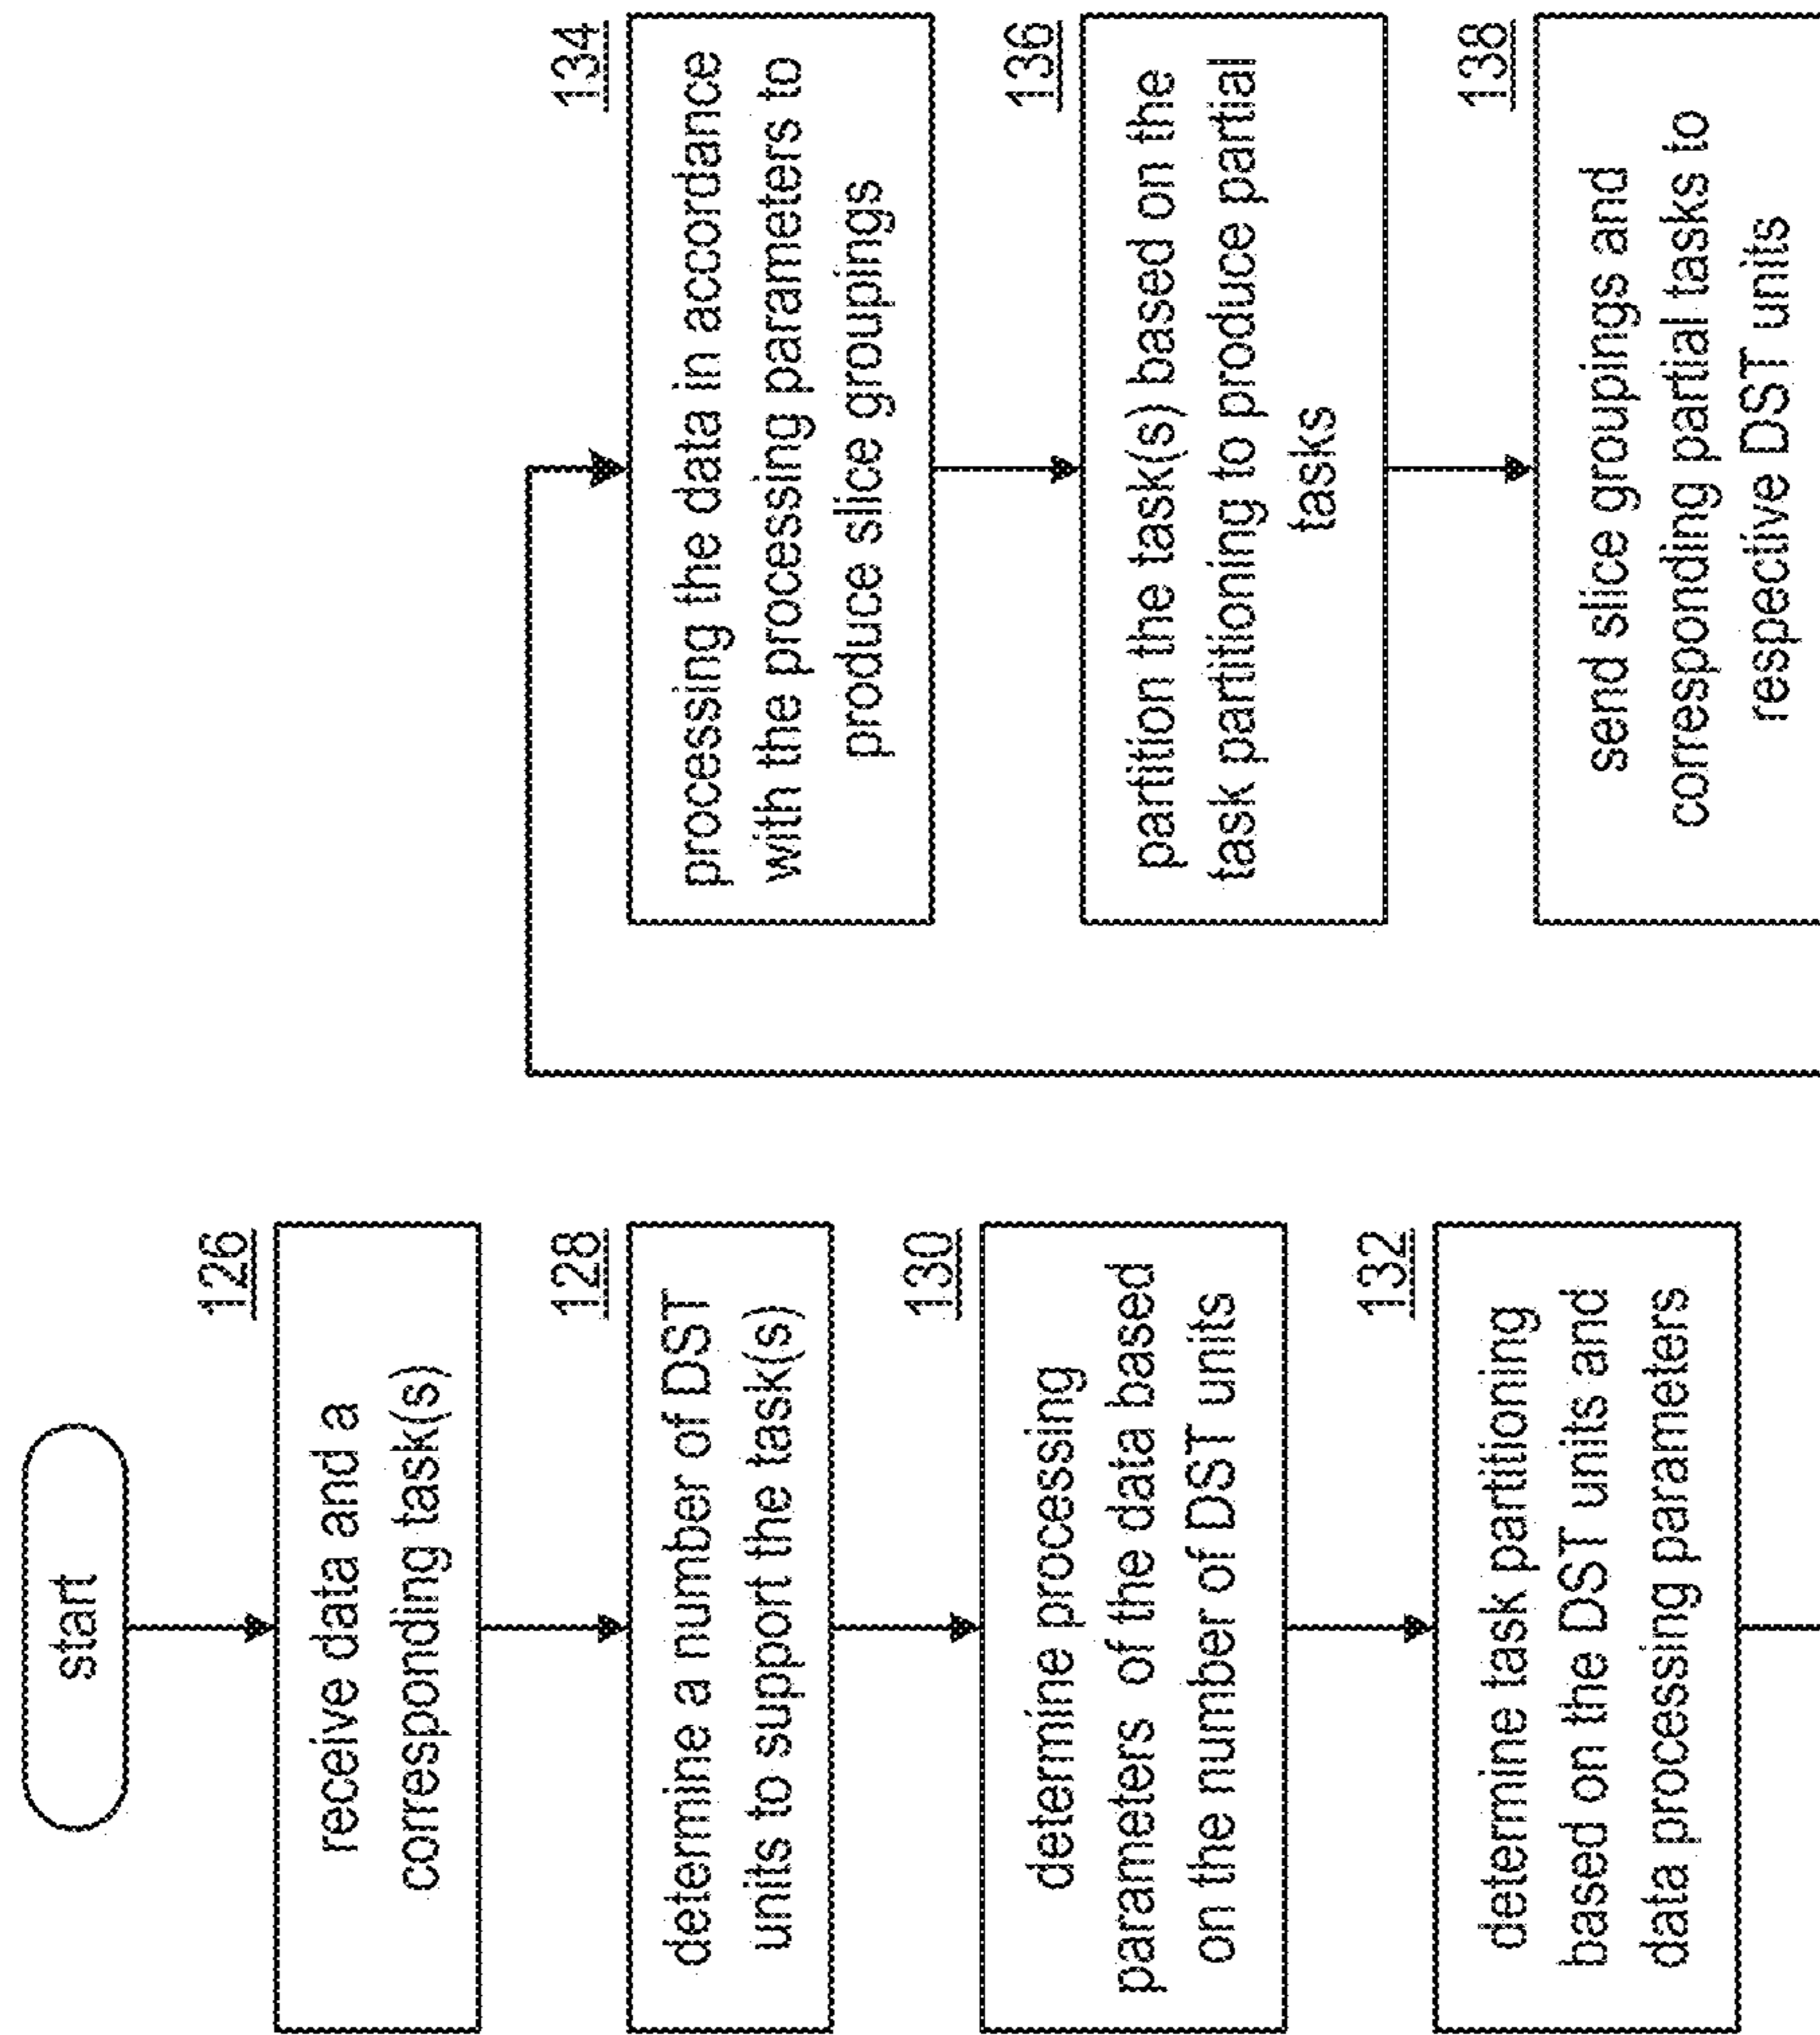 start
126
receive data and a
corresponding task(s)
128
determine a number of DST
units to support the task(s)
130
determine processing
parameters of the data based
on the number of DST units
132
determine task partitioning
based on the DST units and
data processing parameters
134
processing the data in accordance
with the processing parameters to
produce slice groupings
136
partition the task(s) based on the
task partitioning to produce partial
tasks
138
send slice groupings and
corresponding partial tasks to
respective DST units